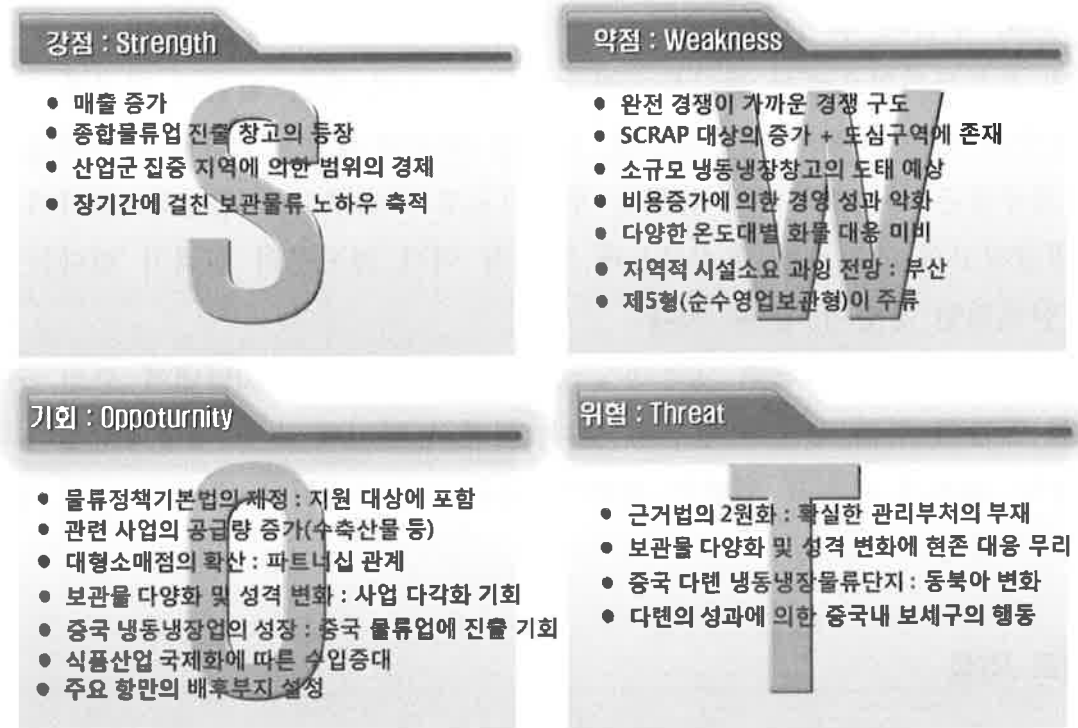 강점 : Strength
● 매출 증가
● 종합물류업 진출 창고의 등장
● 산업군 집중 지역에 의한 범위의 경제
● 장기간에 걸친 보관물류 노하우 축적
S
약점 : Weakness
● 완전 경쟁이 가까운 경쟁 구도
● SCRAP 대상의 증가 + 도심구역에 존재
● 소규모 냉동냉장창고의 도태 예상
● 비용증가에 의한 경영 성과 악화
● 다양한 온도대별 화물 대응 미비
● 지역적 시설소요 과잉 전망 : 부산
● 제5형(순수영업보관형)이 주류
W
기회 : Oppoturnity
● 물류정책기본법의 제정 : 지원 대상에 포함
● 관련 사업의 공급량 증가(수축산물 등)
● 대형소매점의 확산 : 파트너십 관계
● 보관물 다양화 및 성격 변화 : 사업 다각화 기회
● 중국 냉동냉장업의 성장 : 중국 물류업에 진출 기회
● 식품산업 국제화에 따른 수입증대
● 주요 항만의 배후부지 설정
O
위협 : Threat
● 근거법의 2원화 : 확실한 관리부처의 부재
● 보관물 다양화 및 성격 변화에 현존 대응 무리
● 중국 다롄 냉동냉장물류단지 : 동북아 변화
● 다롄의 성과에 의한 중국내 보세구의 행동
T